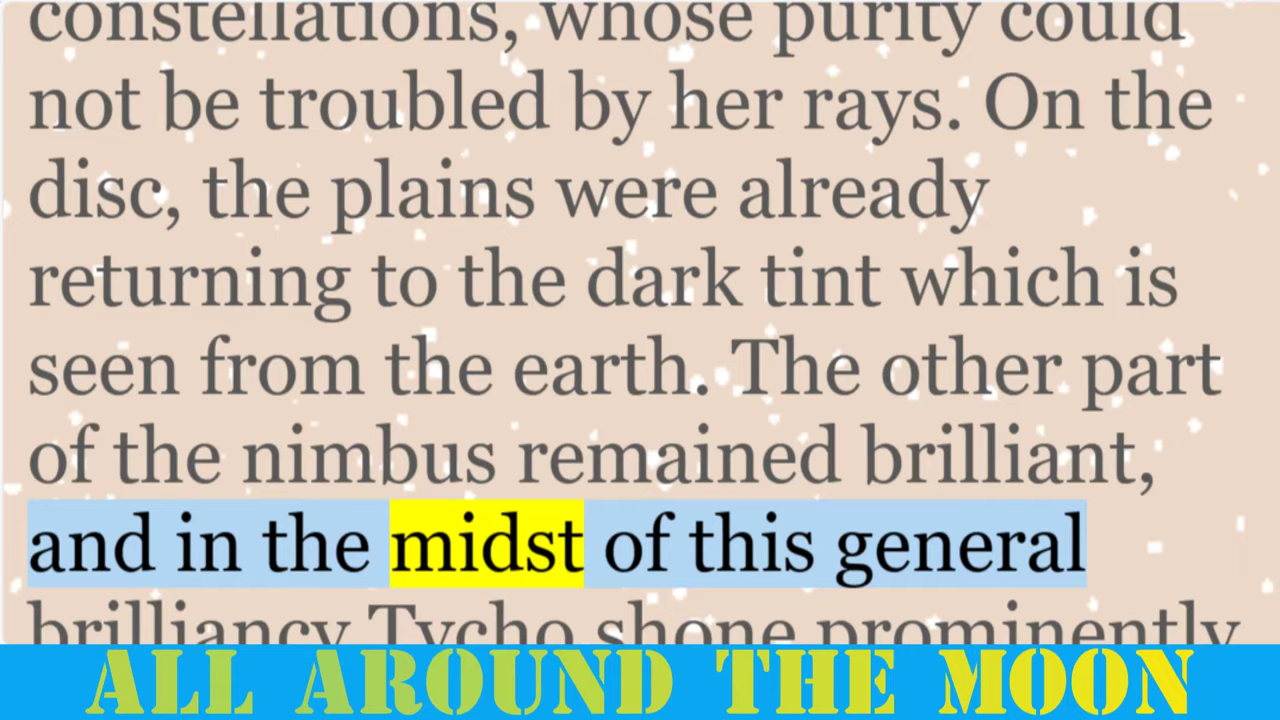 constellations, whose purity could
not be troubled by her rays. On the
disc, the plains were already
returning to the dark tint which is
seen from the earth. The other part
of the nimbus remained brilliant,
and in the midst of this general
brilliancy Tycho shone prominently
ALL AROUND THE MOON